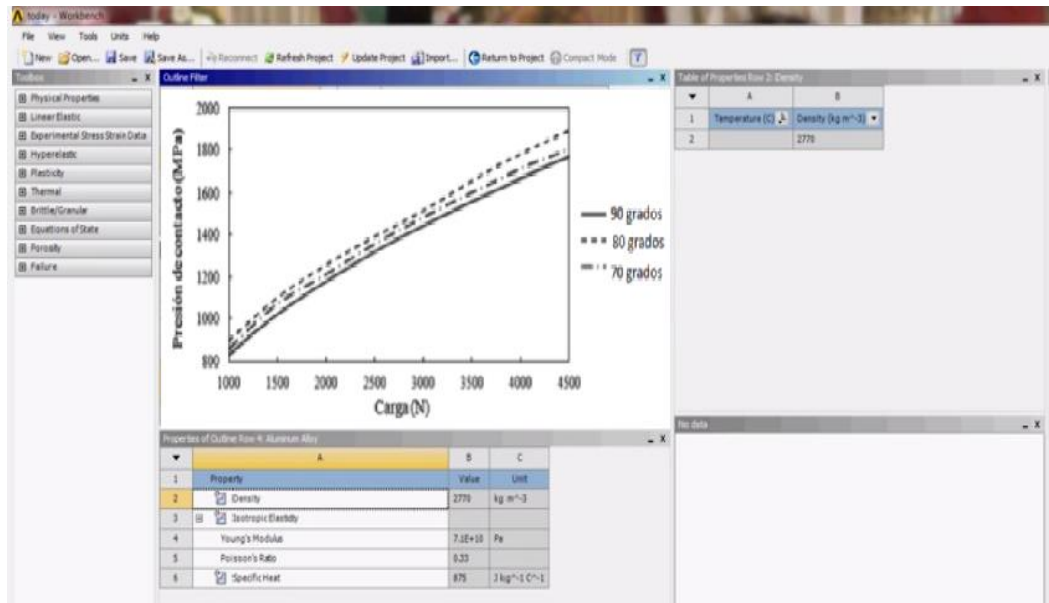 today - Workbench
File View Tools Units Help
New Open... Save Save As... Reconnect Refresh Project Update Project Import... Return to Project Compact Mode
Toolbox
Physical Properties
Linear Elastic
Experimental Stress Strain Data
Hyperelastic
Plasticity
Thermal
Brittle/Granular
Equations of State
Porosity
Failure
Outline Filter
Presión de contacto (MPa)
2000
1800
1600
1400
1200
1000
800
1000 1500 2000 2500 3000 3500 4000 4500
Carga (N)
90 grados
80 grados
70 grados
Properties of Outline Row 4: Aluminum Alloy
A B C
1 Property Value Unit
2 Density 2770 kg m^-3
3 Isotropic Elasticity
4 Young's Modulus 7.1E+10 Pa
5 Poisson's Ratio 0.33
6 Specific Heat 875 J kg^-1 C^-1
Table of Properties Row 2: Density
A B
1 Temperature (C) Density (kg m^-3)
2 2770
No data